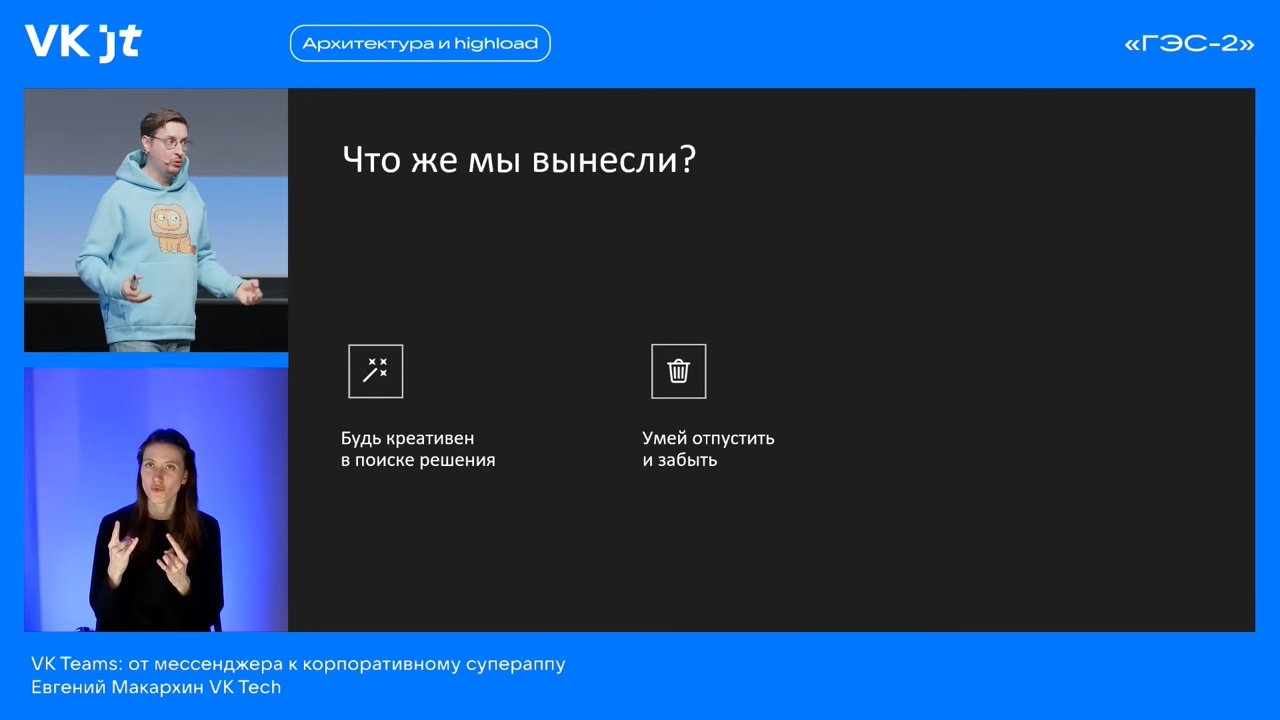 VK jt
Архитектура и highload
«ГЭС-2»
Что же мы вынесли?
Будь креативен
в поиске решения
Умей отпустить
и забыть
VK Teams: от мессенджера к корпоративному супераппу
Евгений Макархин VK Tech